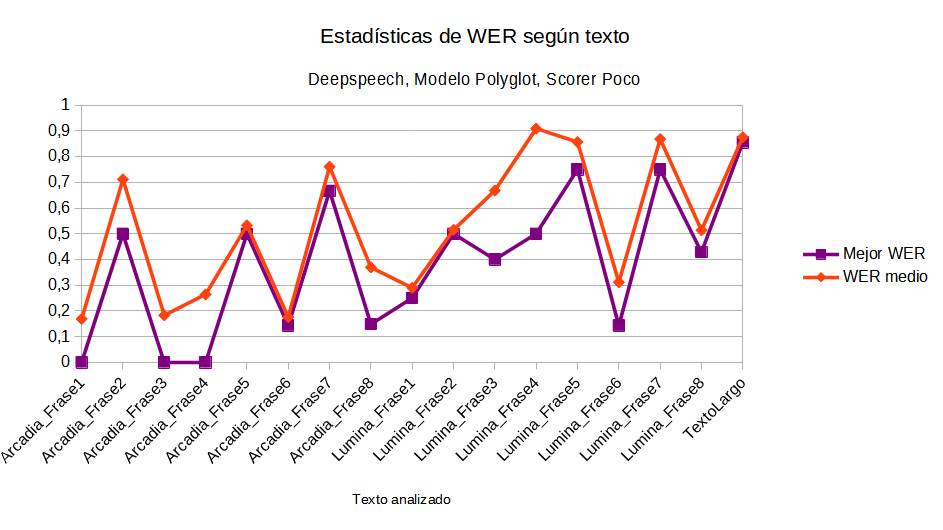 Estadísticas de WER según texto
Deepspeech, Modelo Polyglot, Scorer Poco
1
0,9
0,8
0,7
0,6
0,5
0,4
0,3
0,2
0,1
0
Mejor WER
WER medio
Arcadia_Frase1
Arcadia_Frase2
Arcadia_Frase3
Arcadia_Frase4
Arcadia_Frase5
Arcadia_Frase6
Arcadia_Frase7
Arcadia_Frase8
Lumina_Frase1
Lumina_Frase2
Lumina_Frase3
Lumina_Frase4
Lumina_Frase5
Lumina_Frase6
Lumina_Frase7
Lumina_Frase8
TextoLargo
Texto analizado